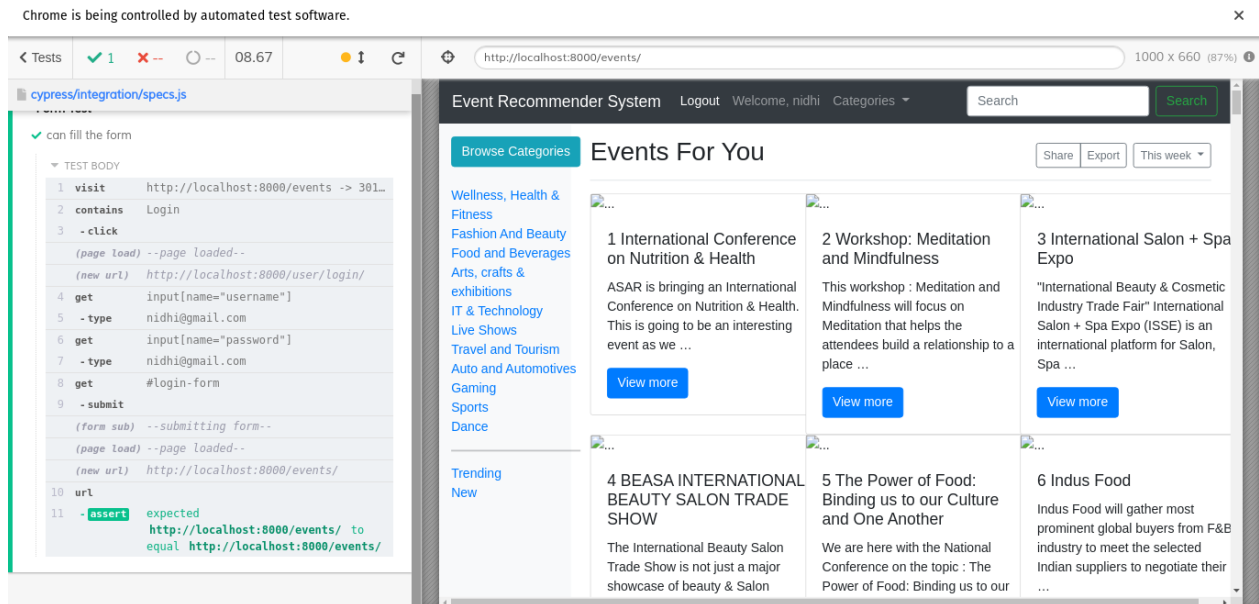 Chrome is being controlled by automated test software.
Tests 1 -- -- 08.67
http://localhost:8000/events/
1000 x 660 (87%)
cypress/integration/specs.js
Form Test
can fill the form
TEST BODY
1 visit http://localhost:8000/events -> 301…
2 contains Login
3 - click
(page load) --page loaded--
(new url) http://localhost:8000/user/login/
4 get input[name="username"]
5 - type nidhi@gmail.com
6 get input[name="password"]
7 - type nidhi@gmail.com
8 get #login-form
9 - submit
(form sub) --submitting form--
(page load) --page loaded--
(new url) http://localhost:8000/events/
10 url
11 - assert expected
http://localhost:8000/events/ to
equal http://localhost:8000/events/
Event Recommender System Logout Welcome, nidhi Categories Search Search
Browse Categories
Wellness, Health &
Fitness
Fashion And Beauty
Food and Beverages
Arts, crafts &
exhibitions
IT & Technology
Live Shows
Travel and Tourism
Auto and Automotives
Gaming
Sports
Dance
Trending
New
Events For You
Share Export This week
...
1 International Conference
on Nutrition & Health
ASAR is bringing an International
Conference on Nutrition & Health.
This is going to be an interesting
event as we …
View more
...
2 Workshop: Meditation
and Mindfulness
This workshop : Meditation and
Mindfulness will focus on
Meditation that helps the
attendees build a relationship to a
place …
View more
...
3 International Salon + Spa
Expo
"International Beauty & Cosmetic
Industry Trade Fair" International
Salon + Spa Expo (ISSE) is an
international platform for Salon,
Spa …
View more
...
4 BEASA INTERNATIONAL
BEAUTY SALON TRADE
SHOW
The International Beauty Salon
Trade Show is not just a major
showcase of beauty & Salon
...
5 The Power of Food:
Binding us to our Culture
and One Another
We are here with the National
Conference on the topic : The
Power of Food: Binding us to our
...
6 Indus Food
Indus Food will gather most
prominent global buyers from F&B
industry to meet the selected
Indian suppliers to negotiate their
…